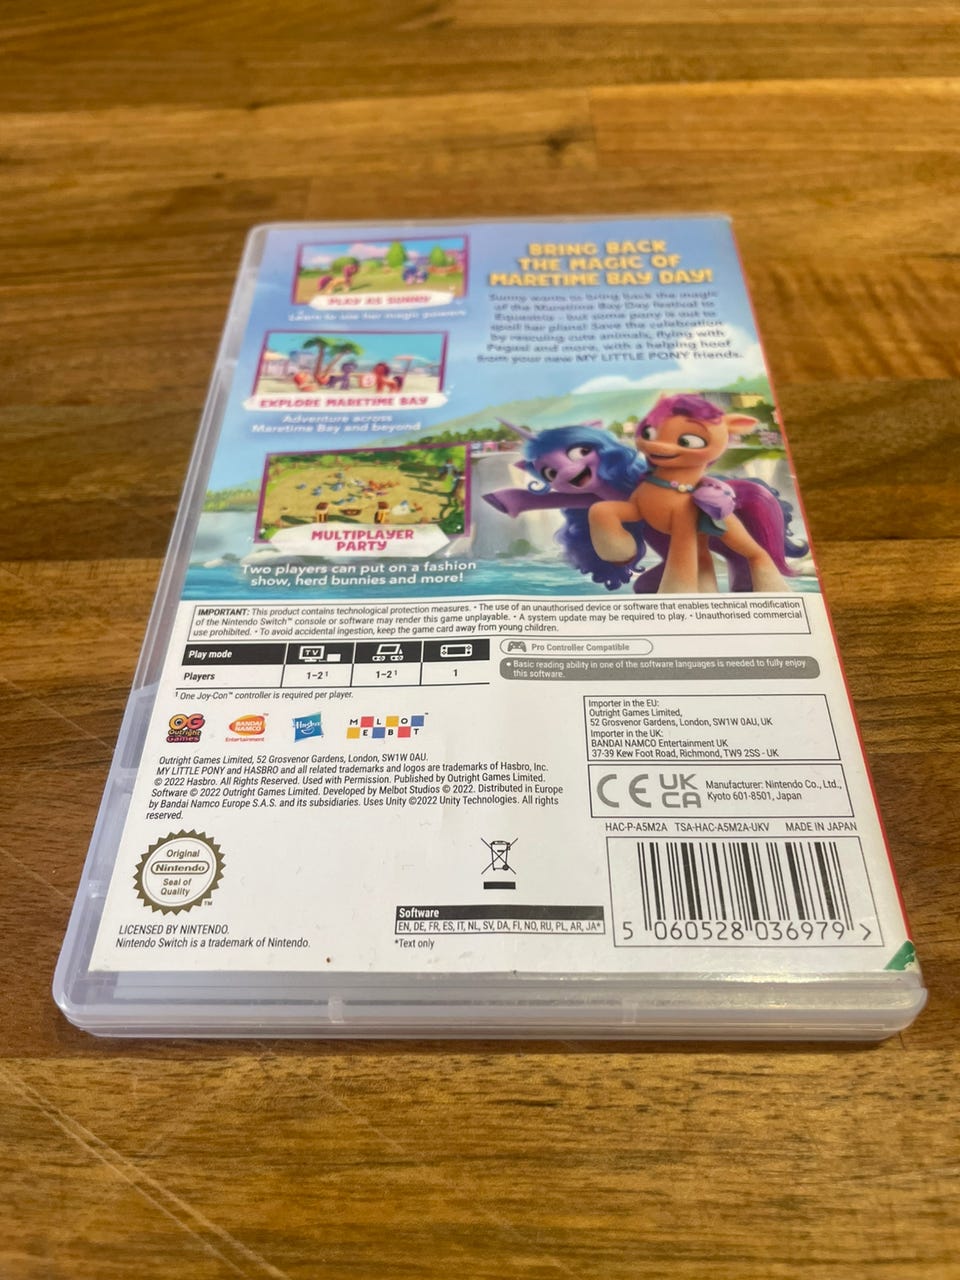 BRING BACK
THE MAGIC OF
MARETIME BAY DAY!
Sunny wants to bring back the magic
of the Maretime Bay Day festival to
Equestria - but some pony is out to
spoil her plans! Save the celebration
by rescuing cute animals, flying with
Pegasi and more, with a helping hoof
from your new MY LITTLE PONY friends.
PLAY AS SUNNY
Learn to use her magic powers
EXPLORE MARETIME BAY
Adventure across
Maretime Bay and beyond
MULTIPLAYER
PARTY
Two players can put on a fashion
show, herd bunnies and more!
IMPORTANT: This product contains technological protection measures. • The use of an unauthorised device or software that enables technical modification
of the Nintendo Switch™ console or software may render this game unplayable. • A system update may be required to play. • Unauthorised commercial
use prohibited. • To avoid accidental ingestion, keep the game card away from young children.
Play mode TV
Players 1-2¹ 1-2¹ 1
¹ One Joy-Con™ controller is required per player.
Pro Controller Compatible
• Basic reading ability in one of the software languages is needed to fully enjoy
this software.
OG
Outright
Games
BANDAI
NAMCO
Entertainment
Hasbro
MELBOT
Importer in the EU:
Outright Games Limited,
52 Grosvenor Gardens, London, SW1W 0AU, UK
Importer in the UK:
BANDAI NAMCO Entertainment UK
37-39 Kew Foot Road, Richmond, TW9 2SS - UK
Outright Games Limited, 52 Grosvenor Gardens, London, SW1W 0AU.
MY LITTLE PONY and HASBRO and all related trademarks and logos are trademarks of Hasbro, Inc.
© 2022 Hasbro. All Rights Reserved. Used with Permission. Published by Outright Games Limited.
Software © 2022 Outright Games Limited. Developed by Melbot Studios © 2022. Distributed in Europe
by Bandai Namco Europe S.A.S. and its subsidiaries. Uses Unity ©2022 Unity Technologies. All rights
reserved.
CE UK
CA
Manufacturer: Nintendo Co., Ltd.,
Kyoto 601-8501, Japan
HAC-P-A5M2A TSA-HAC-A5M2A-UKV MADE IN JAPAN
Original
Nintendo
Seal of
Quality
TM
LICENSED BY NINTENDO.
Nintendo Switch is a trademark of Nintendo.
Software
EN, DE, FR, ES, IT, NL, SV, DA, FI, NO, RU, PL, AR, JA*
*Text only
5 060528 036979 >